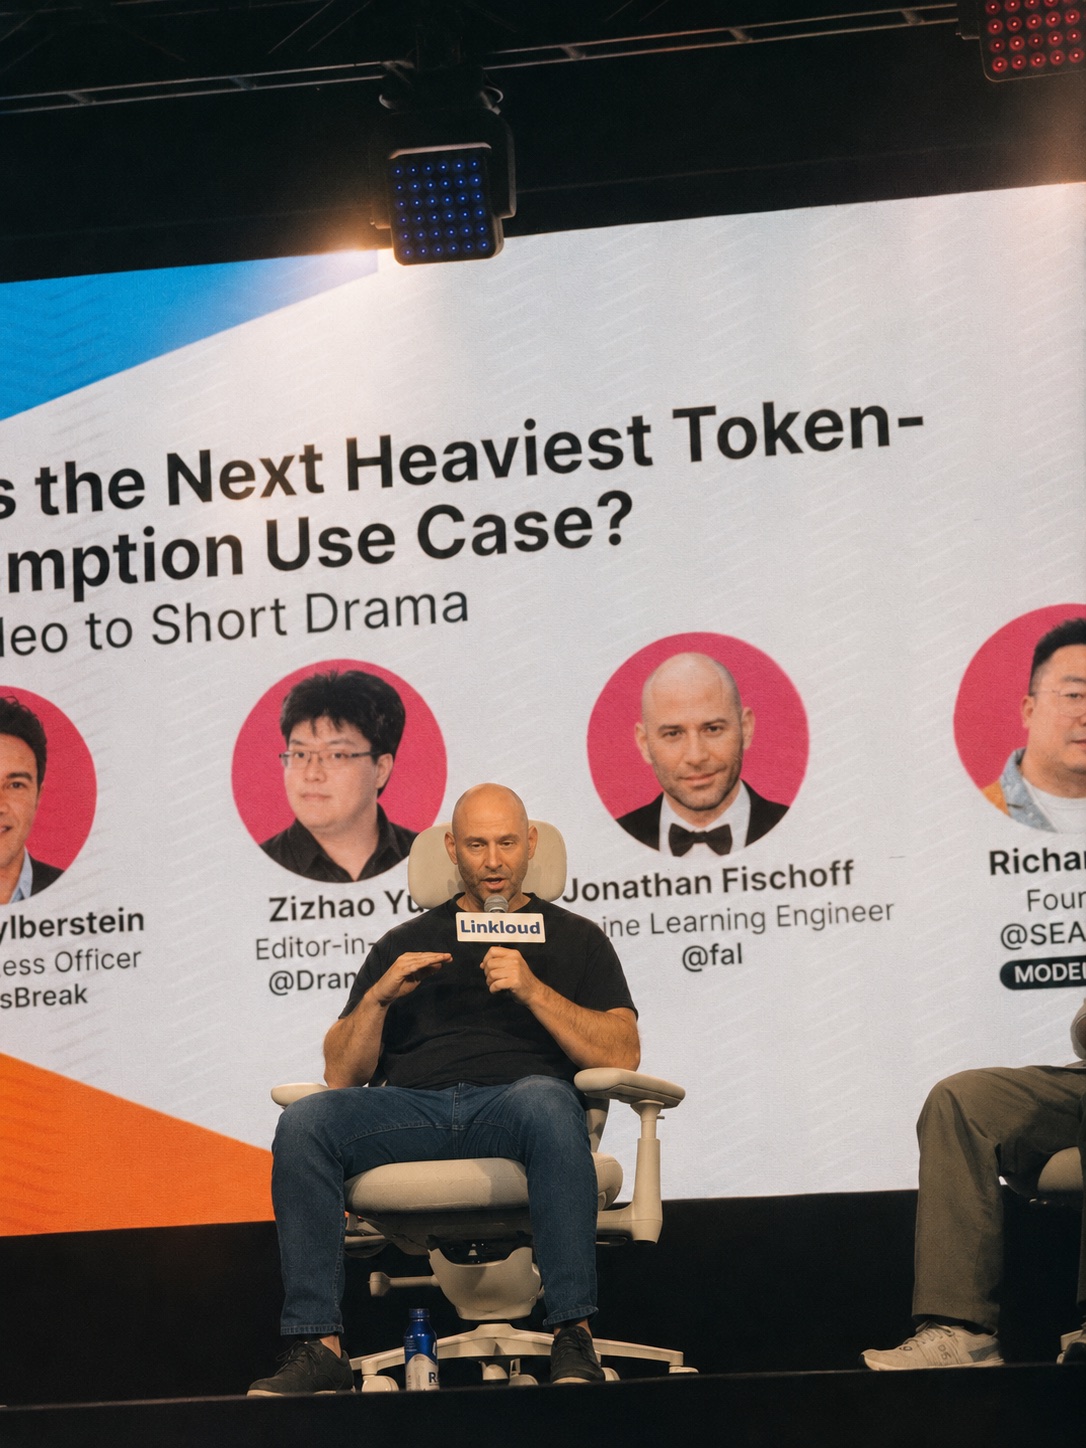 s the Next Heaviest Token-
mption Use Case?
deo to Short Drama
ylberstein
ess Officer
sBreak
Zizhao Yu
Editor-in-
@Dram
Jonathan Fischoff
ine Learning Engineer
@fal
Richar
Foun
@SEA
MODE
Linkloud
R